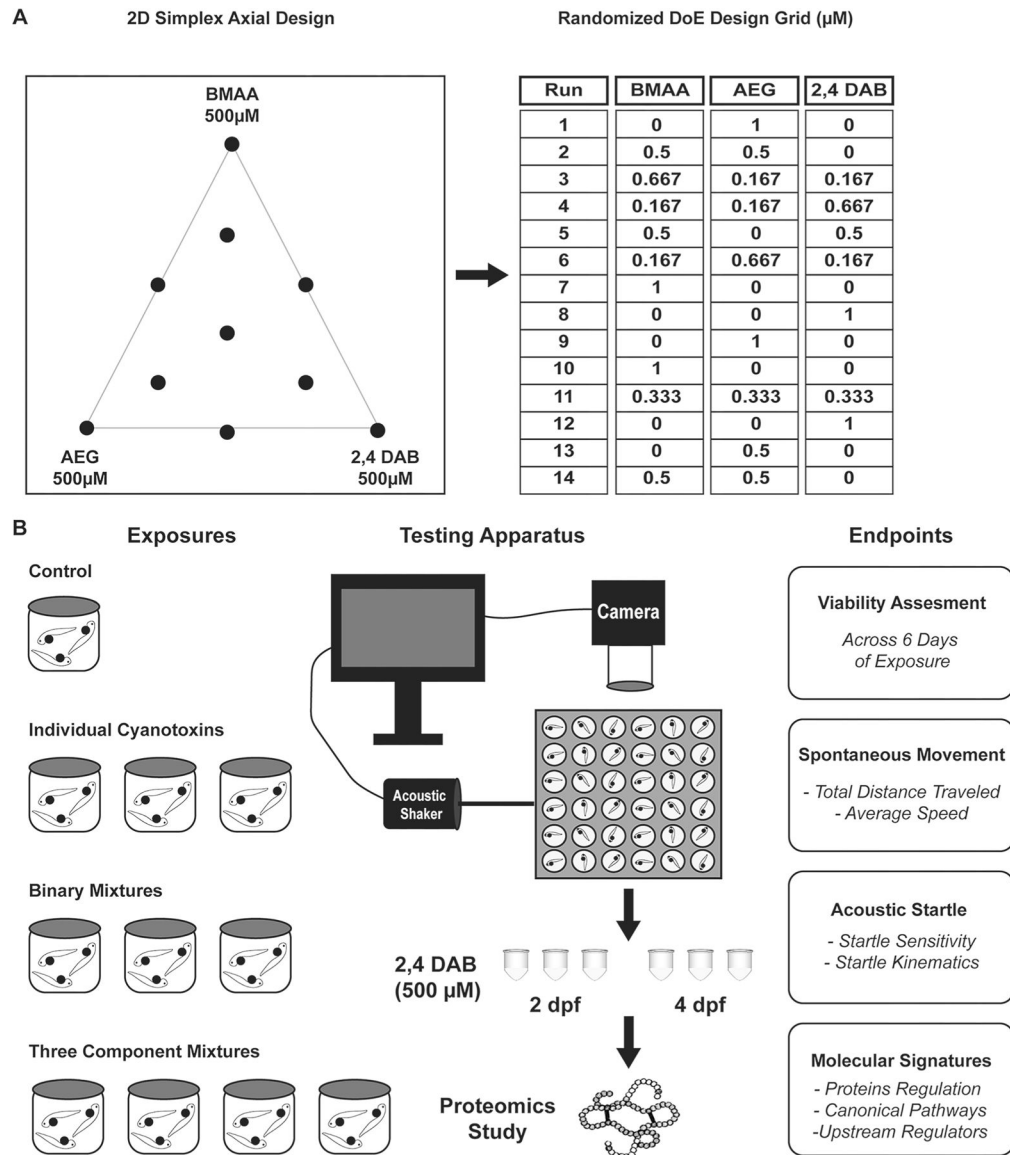 A
2D Simplex Axial Design
Randomized DoE Design Grid (µM)
BMAA
500µM
AEG
500µM
2,4 DAB
500µM
Run BMAA AEG 2,4 DAB
1 0 1 0
2 0.5 0.5 0
3 0.667 0.167 0.167
4 0.167 0.167 0.667
5 0.5 0 0.5
6 0.167 0.667 0.167
7 1 0 0
8 0 0 1
9 0 1 0
10 1 0 0
11 0.333 0.333 0.333
12 0 0 1
13 0 0.5 0
14 0.5 0.5 0
B
Exposures
Testing Apparatus
Endpoints
Control
Individual Cyanotoxins
Binary Mixtures
Three Component Mixtures
Camera
Acoustic
Shaker
2,4 DAB
(500 µM)
2 dpf
4 dpf
Proteomics
Study
Viability Assesment
Across 6 Days
of Exposure
Spontaneous Movement
- Total Distance Traveled
- Average Speed
Acoustic Startle
- Startle Sensitivity
- Startle Kinematics
Molecular Signatures
- Proteins Regulation
- Canonical Pathways
-Upstream Regulators